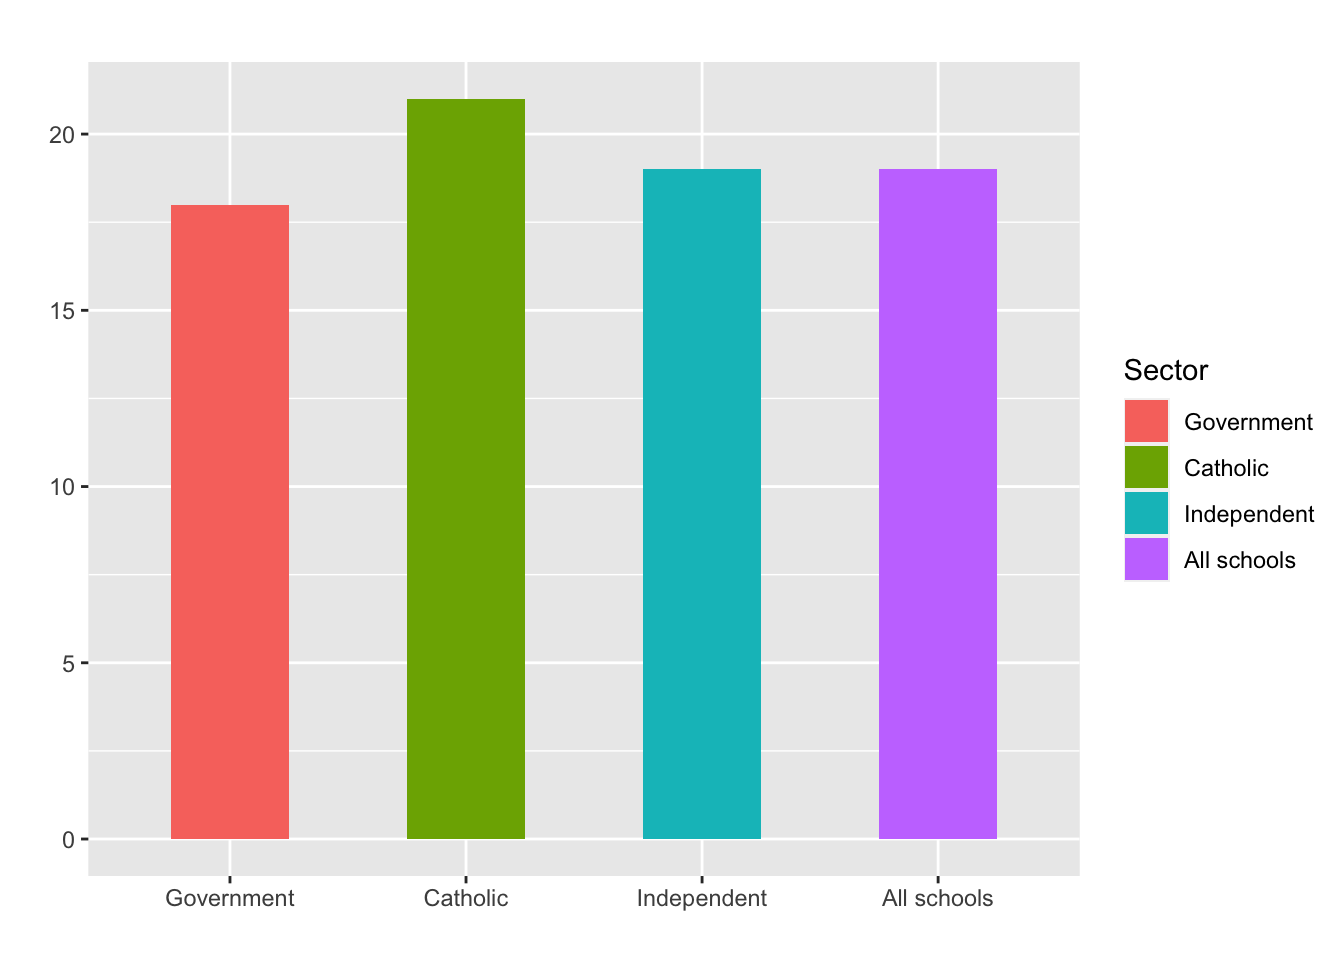 20
15
10
5
0
Government Catholic Independent All schools
Sector
Government
Catholic
Independent
All schools